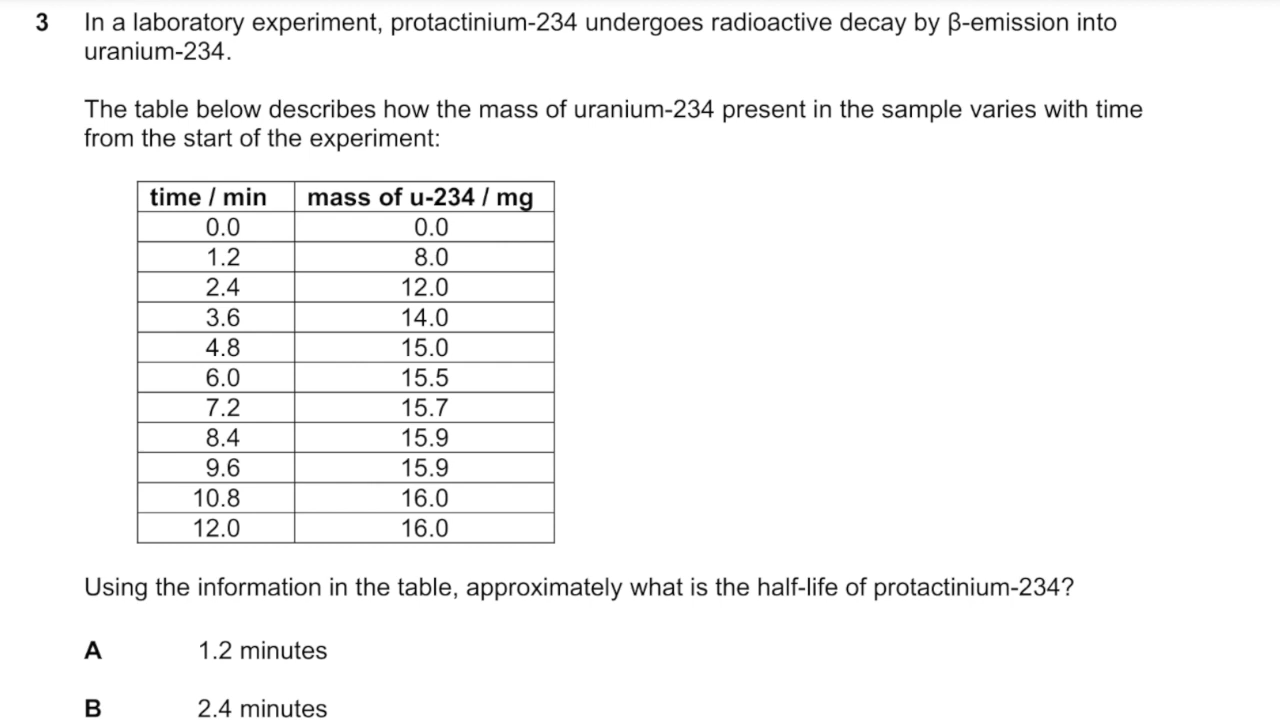 3 In a laboratory experiment, protactinium-234 undergoes radioactive decay by β-emission into
uranium-234.
The table below describes how the mass of uranium-234 present in the sample varies with time
from the start of the experiment:
time / min mass of u-234 / mg
0.0 0.0
1.2 8.0
2.4 12.0
3.6 14.0
4.8 15.0
6.0 15.5
7.2 15.7
8.4 15.9
9.6 15.9
10.8 16.0
12.0 16.0
Using the information in the table, approximately what is the half-life of protactinium-234?
A 1.2 minutes
B 2.4 minutes